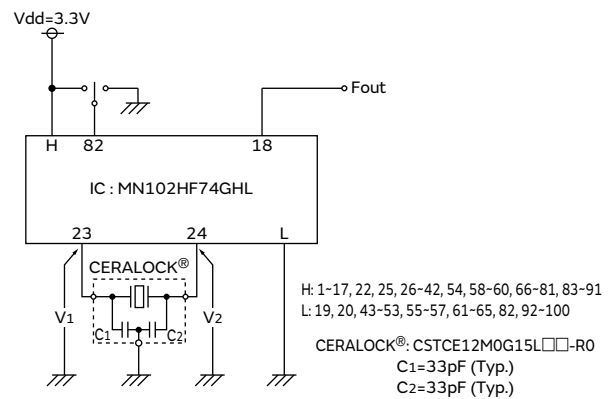 Vdd=3.3V
Fout
H 82 18
IC : MN102HF74GHL
23 24 L
CERALOCK®
V1 C1 C2 V2
H: 1~17, 22, 25, 26~42, 54, 58~60, 66~81, 83~91
L: 19, 20, 43~53, 55~57, 61~65, 82, 92~100
CERALOCK®: CSTCE12M0G15L□□-R0
C1=33pF (Typ.)
C2=33pF (Typ.)